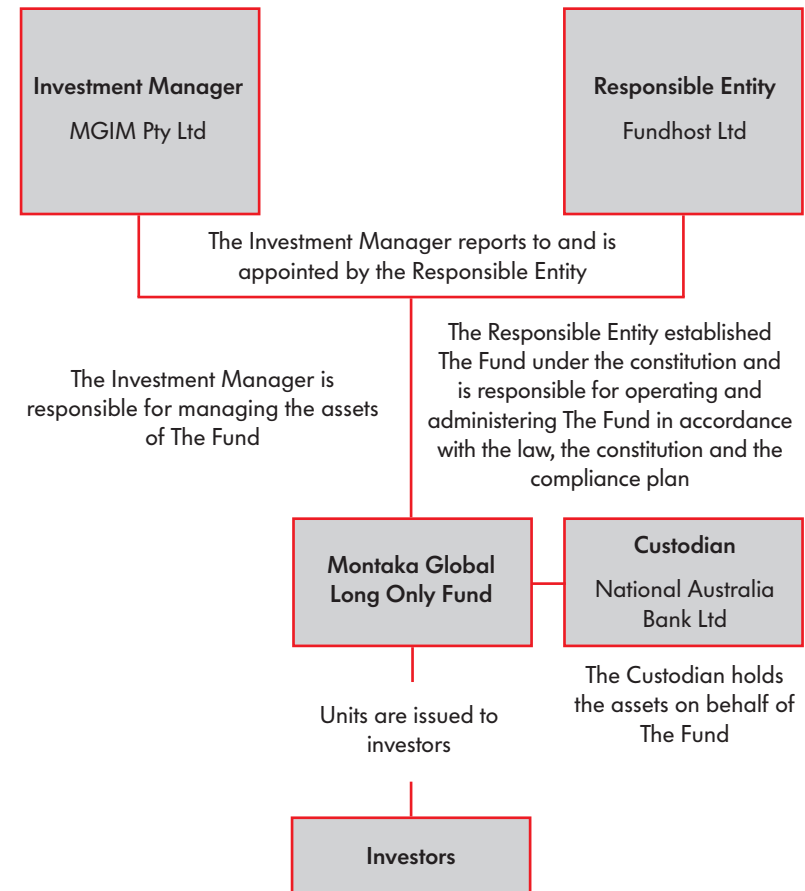 Investment Manager
MGIM Pty Ltd
Responsible Entity
Fundhost Ltd
The Investment Manager reports to and is
appointed by the Responsible Entity
The Investment Manager is
responsible for managing the assets
of The Fund
The Responsible Entity established
The Fund under the constitution and
is responsible for operating and
administering The Fund in accordance
with the law, the constitution and the
compliance plan
Montaka Global
Long Only Fund
Custodian
National Australia
Bank Ltd
The Custodian holds
the assets on behalf of
The Fund
Units are issued to
investors
Investors